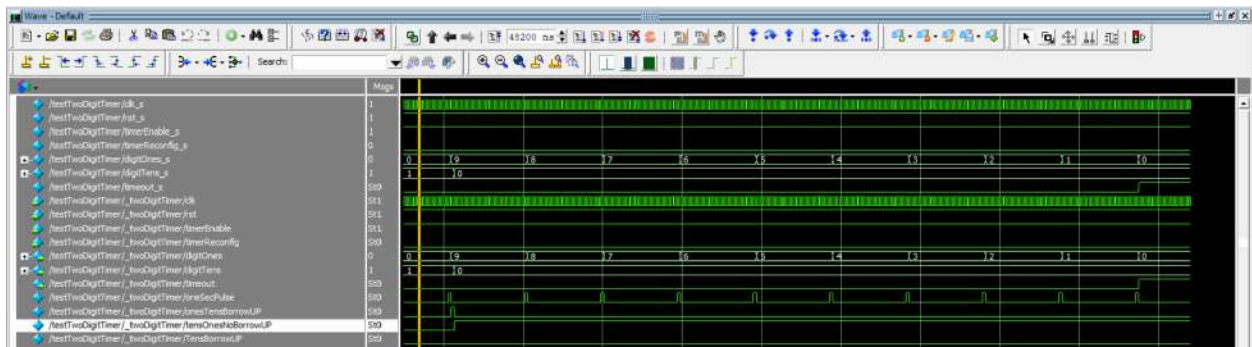 Wave - Default
48200 ns
Search:
Msgs
/testTwoDigitTimer/clk_s 1
/testTwoDigitTimer/rst_s 1
/testTwoDigitTimer/timerEnable_s 1
/testTwoDigitTimer/timerReconfig_s 0
/testTwoDigitTimer/digitOnes_s 0 0 9 8 7 6 5 4 3 2 1 0
/testTwoDigitTimer/digitTens_s 1 1 0
/testTwoDigitTimer/timeout_s St0
/testTwoDigitTimer/_twoDigitTimer/clk St1
/testTwoDigitTimer/_twoDigitTimer/rst St1
/testTwoDigitTimer/_twoDigitTimer/timerEnable St1
/testTwoDigitTimer/_twoDigitTimer/timerReconfig St0
/testTwoDigitTimer/_twoDigitTimer/digitOnes 0 0 9 8 7 6 5 4 3 2 1 0
/testTwoDigitTimer/_twoDigitTimer/digitTens 1 1 0
/testTwoDigitTimer/_twoDigitTimer/timeout St0
/testTwoDigitTimer/_twoDigitTimer/oneSecPulse St0
/testTwoDigitTimer/_twoDigitTimer/onesTensBorrowUP St0
/testTwoDigitTimer/_twoDigitTimer/tensOnesNoBorrowUP St0
/testTwoDigitTimer/_twoDigitTimer/TensBorrowUP St0